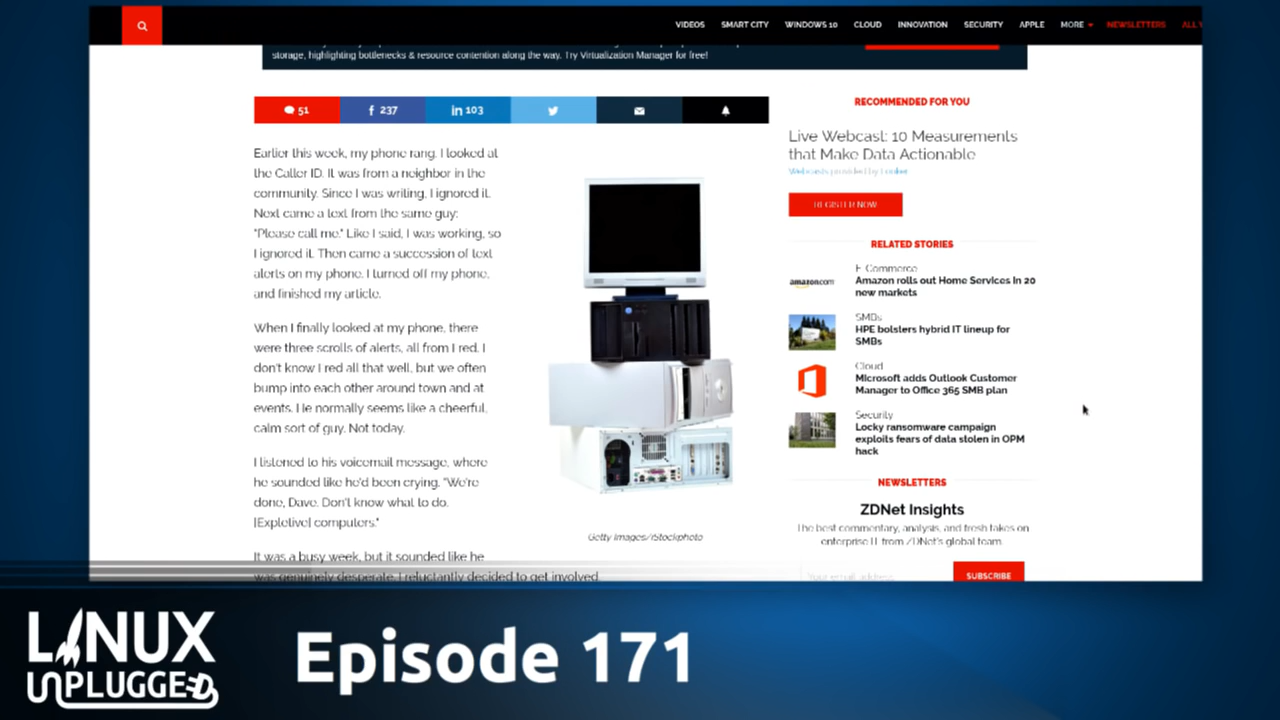 VIDEOS SMART CITY WINDOWS 10 CLOUD INNOVATION SECURITY APPLE MORE NEWSLETTERS ALL
storage, highlighting bottlenecks & resource contention along the way. Try Virtualization Manager for free!
51 237 103
Earlier this week, my phone rang. I looked at
the Caller ID. It was from a neighbor in the
community. Since I was writing, I ignored it.
Next came a text from the same guy:
"Please call me." Like I said, I was working, so
I ignored it. Then came a succession of text
alerts on my phone. I turned off my phone,
and finished my article.
When I finally looked at my phone, there
were three scrolls of alerts, all from Fred. I
don't know Fred all that well, but we often
bump into each other around town and at
events. He normally seems like a cheerful,
calm sort of guy. Not today.
I listened to his voicemail message, where
he sounded like he'd been crying. "We're
done, Dave. Don't know what to do.
[Expletive] computers."
It was a busy week, but it sounded like he
was genuinely desperate. I reluctantly decided to get involved.
Getty Images/iStockphoto
RECOMMENDED FOR YOU
Live Webcast: 10 Measurements
that Make Data Actionable
Webcasts provided by
REGISTER NOW
RELATED STORIES
amazon.com
E-Commerce
Amazon rolls out Home Services in 20
new markets
SMBs
HPE bolsters hybrid IT lineup for
SMBs
Cloud
Microsoft adds Outlook Customer
Manager to Office 365 SMB plan
Security
Locky ransomware campaign
exploits fears of data stolen in OPM
hack
NEWSLETTERS
ZDNet Insights
The best commentary, analysis, and fresh takes on
enterprise IT from ZDNet's global team.
Your email address
SUBSCRIBE
LINUX
UNPLUGGED
Episode 171